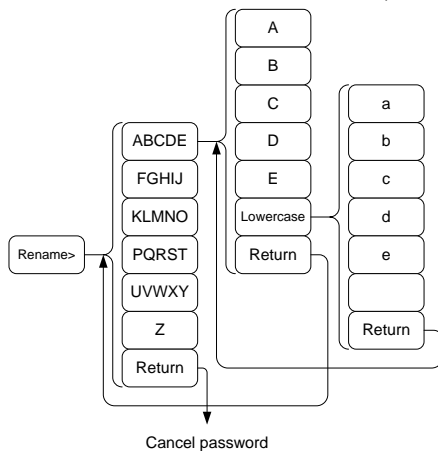 Rename>
ABCDE
FGHIJ
KLMNO
PQRST
UVWXY
Z
Return
A
B
C
D
E
Lowercase
Return
a
b
c
d
e
Return
Cancel password